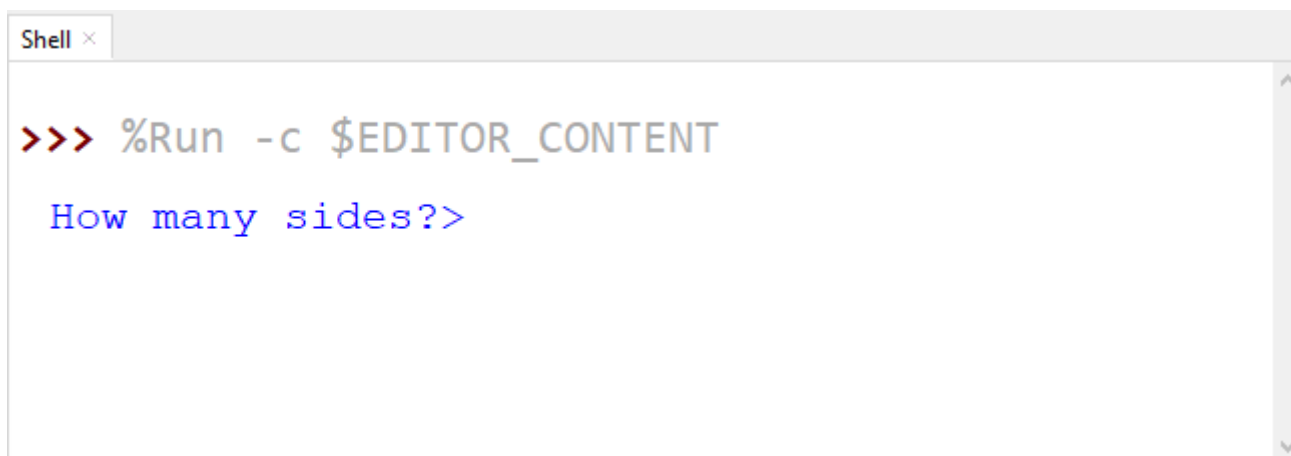 Shell ×
>>> %Run -c $EDITOR_CONTENT
How many sides?>